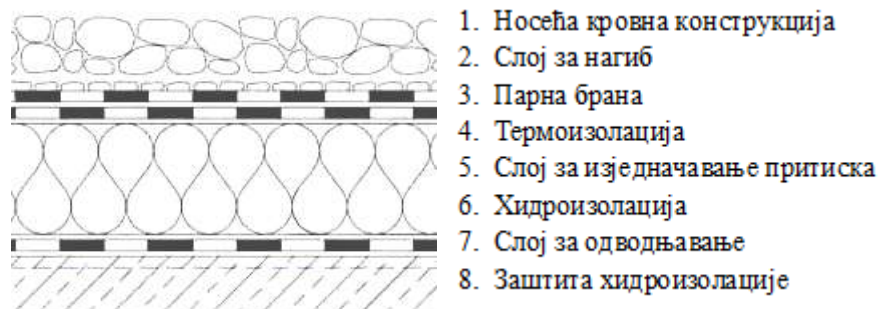 1. Носећа кровна конструкција
2. Слој за нагиб
3. Парна брана
4. Термоизолација
5. Слој за изједначавање притиска
6. Хидроизолација
7. Слој за одводњавање
8. Заштита хидроизолације